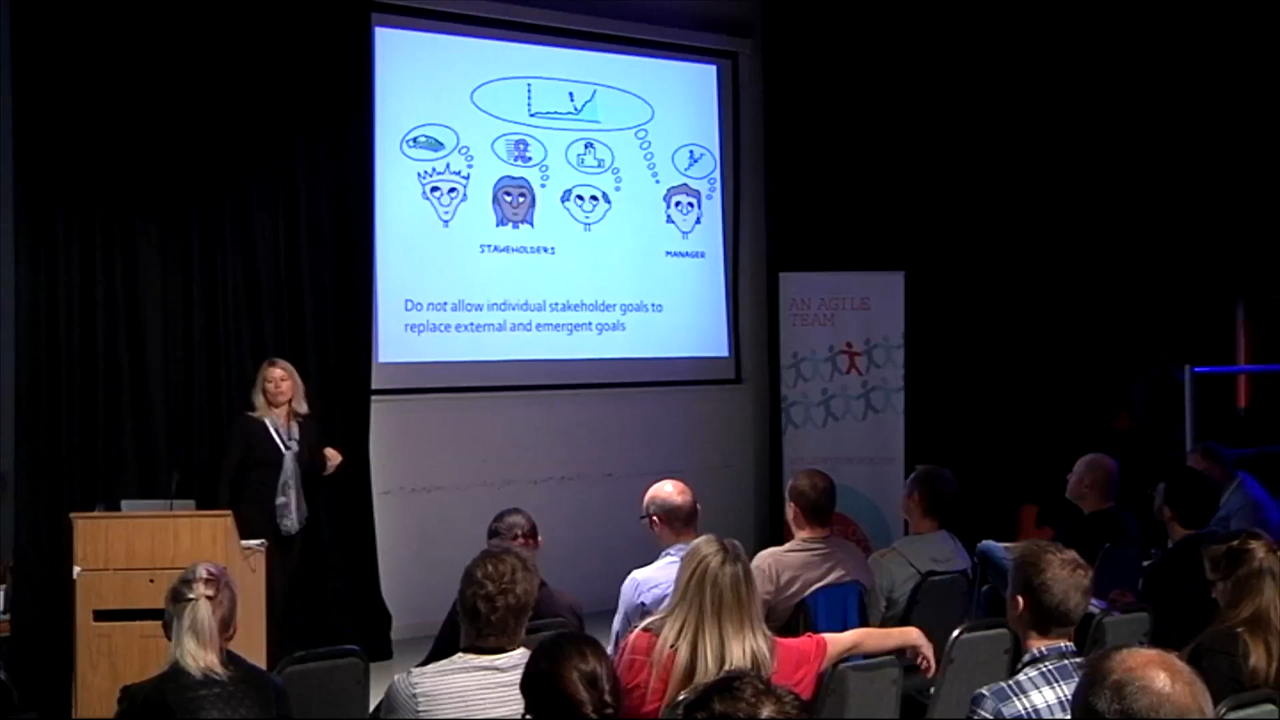 STAKEHOLDERS
MANAGER
Do not allow individual stakeholder goals to
replace external and emergent goals
AN AGILE
TEAM